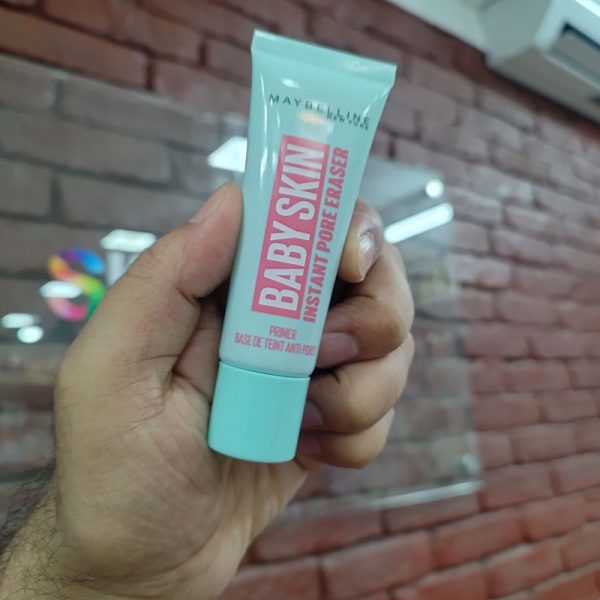 MAYBELLINE
NEW YORK
BABY SKIN
INSTANT PORE ERASER
PRIMER
BASE DE TEINT ANTI-PORES